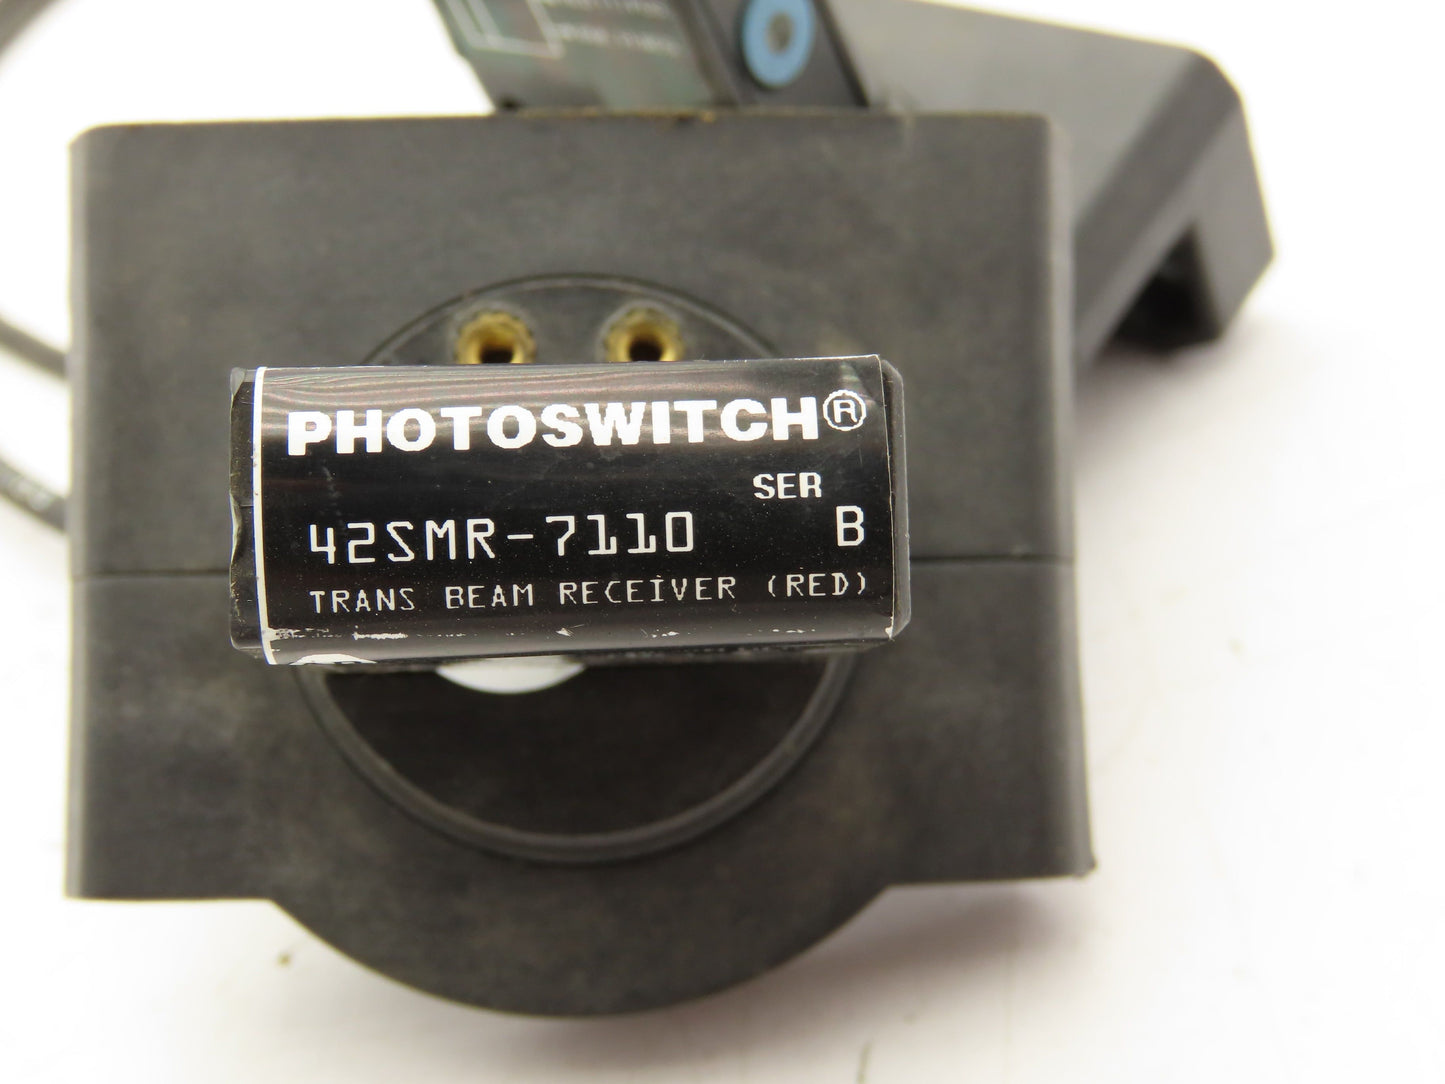 PHOTOSWITCH®
SER
42SMR-7110 B
TRANS BEAM RECEIVER (RED)